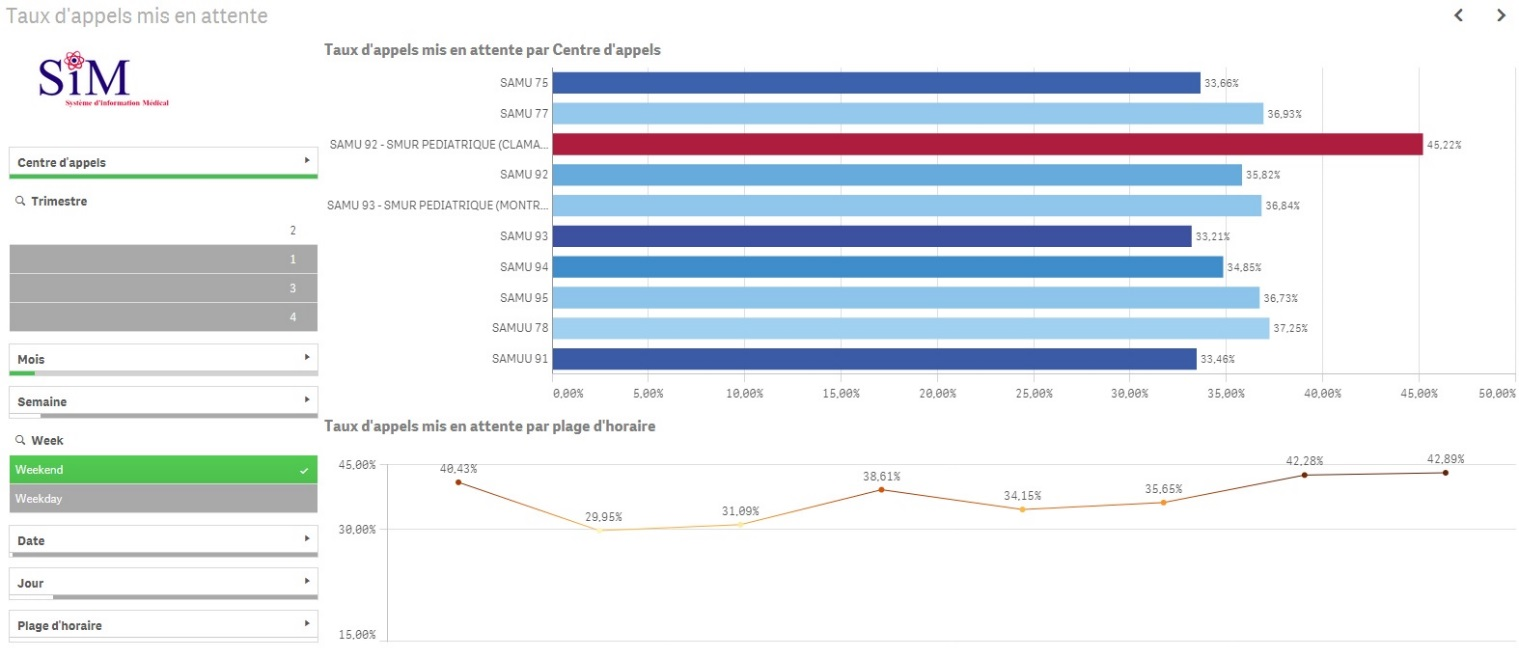 Taux d'appels mis en attente
SiM
Système d'Information Médical
Centre d'appels
Trimestre
2
1
3
4
Mois
Semaine
Week
Weekend
Weekday
Date
Jour
Plage d'horaire
Taux d'appels mis en attente par Centre d'appels
SAMU 75 33,66%
SAMU 77 36,93%
SAMU 92 - SMUR PEDIATRIQUE (CLAMA... 45,22%
SAMU 92 35,82%
SAMU 93 - SMUR PEDIATRIQUE (MONTR... 36,84%
SAMU 93 33,21%
SAMU 94 34,85%
SAMU 95 36,73%
SAMUU 78 37,25%
SAMUU 91 33,46%
0,00% 5,00% 10,00% 15,00% 20,00% 25,00% 30,00% 35,00% 40,00% 45,00% 50,00%
Taux d'appels mis en attente par plage d'horaire
45,00%
30,00%
15,00%
40,43% 29,95% 31,09% 38,61% 34,15% 35,65% 42,28% 42,89%